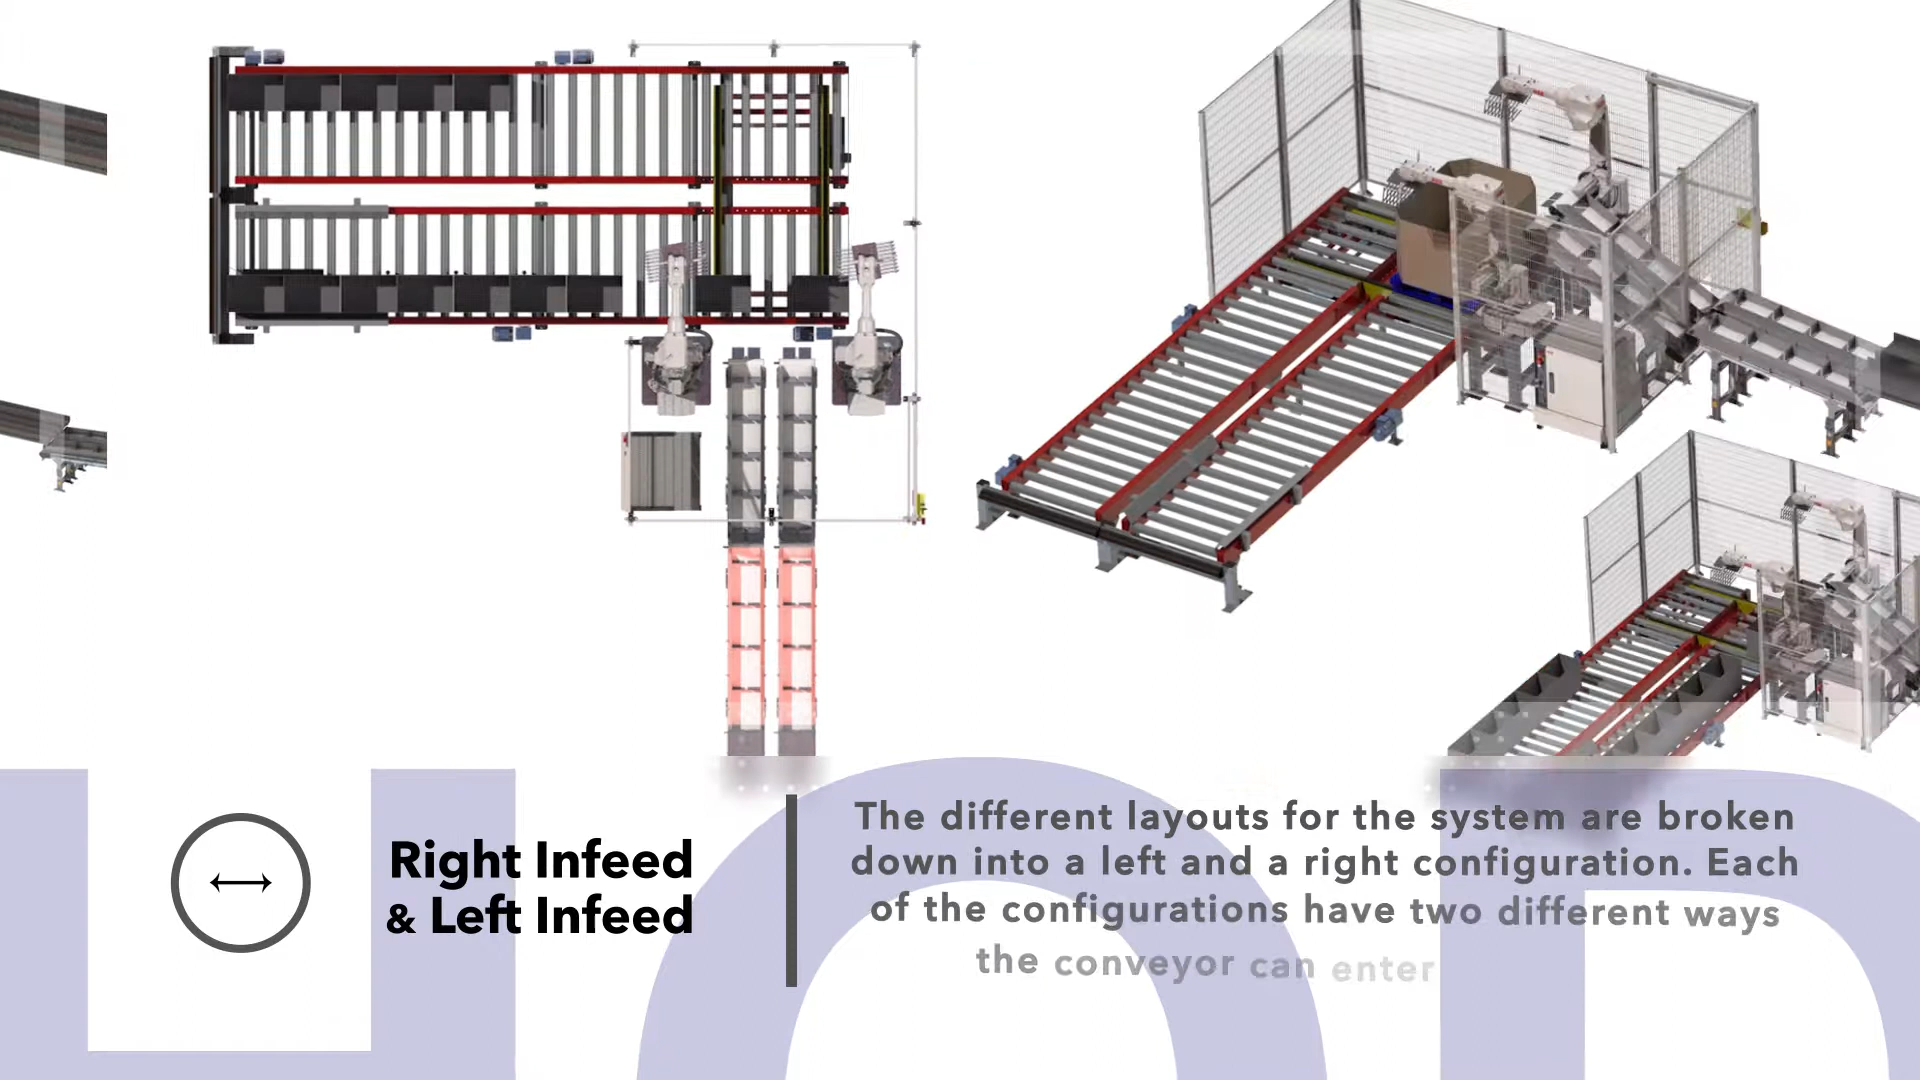 Right Infeed
& Left Infeed
The different layouts for the system are broken
down into a left and a right configuration. Each
of the configurations have two different ways
the conveyor can enter